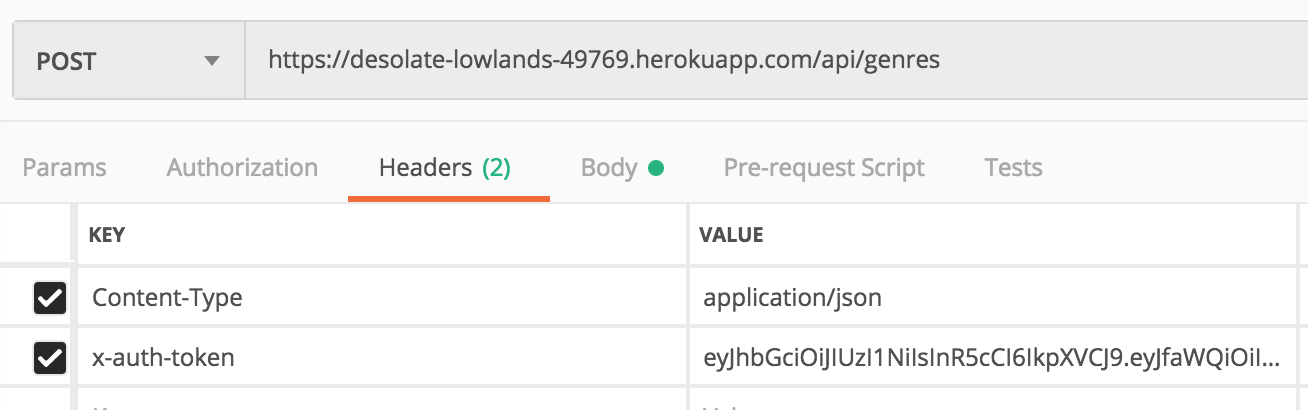 POST https://desolate-lowlands-49769.herokuapp.com/api/genres
Params Authorization Headers (2) Body Pre-request Script Tests
KEY VALUE
Content-Type application/json
x-auth-token eyJhbGciOiJIUzI1NiIsInR5cCI6IkpXVCJ9.eyJfaWQiOiI...